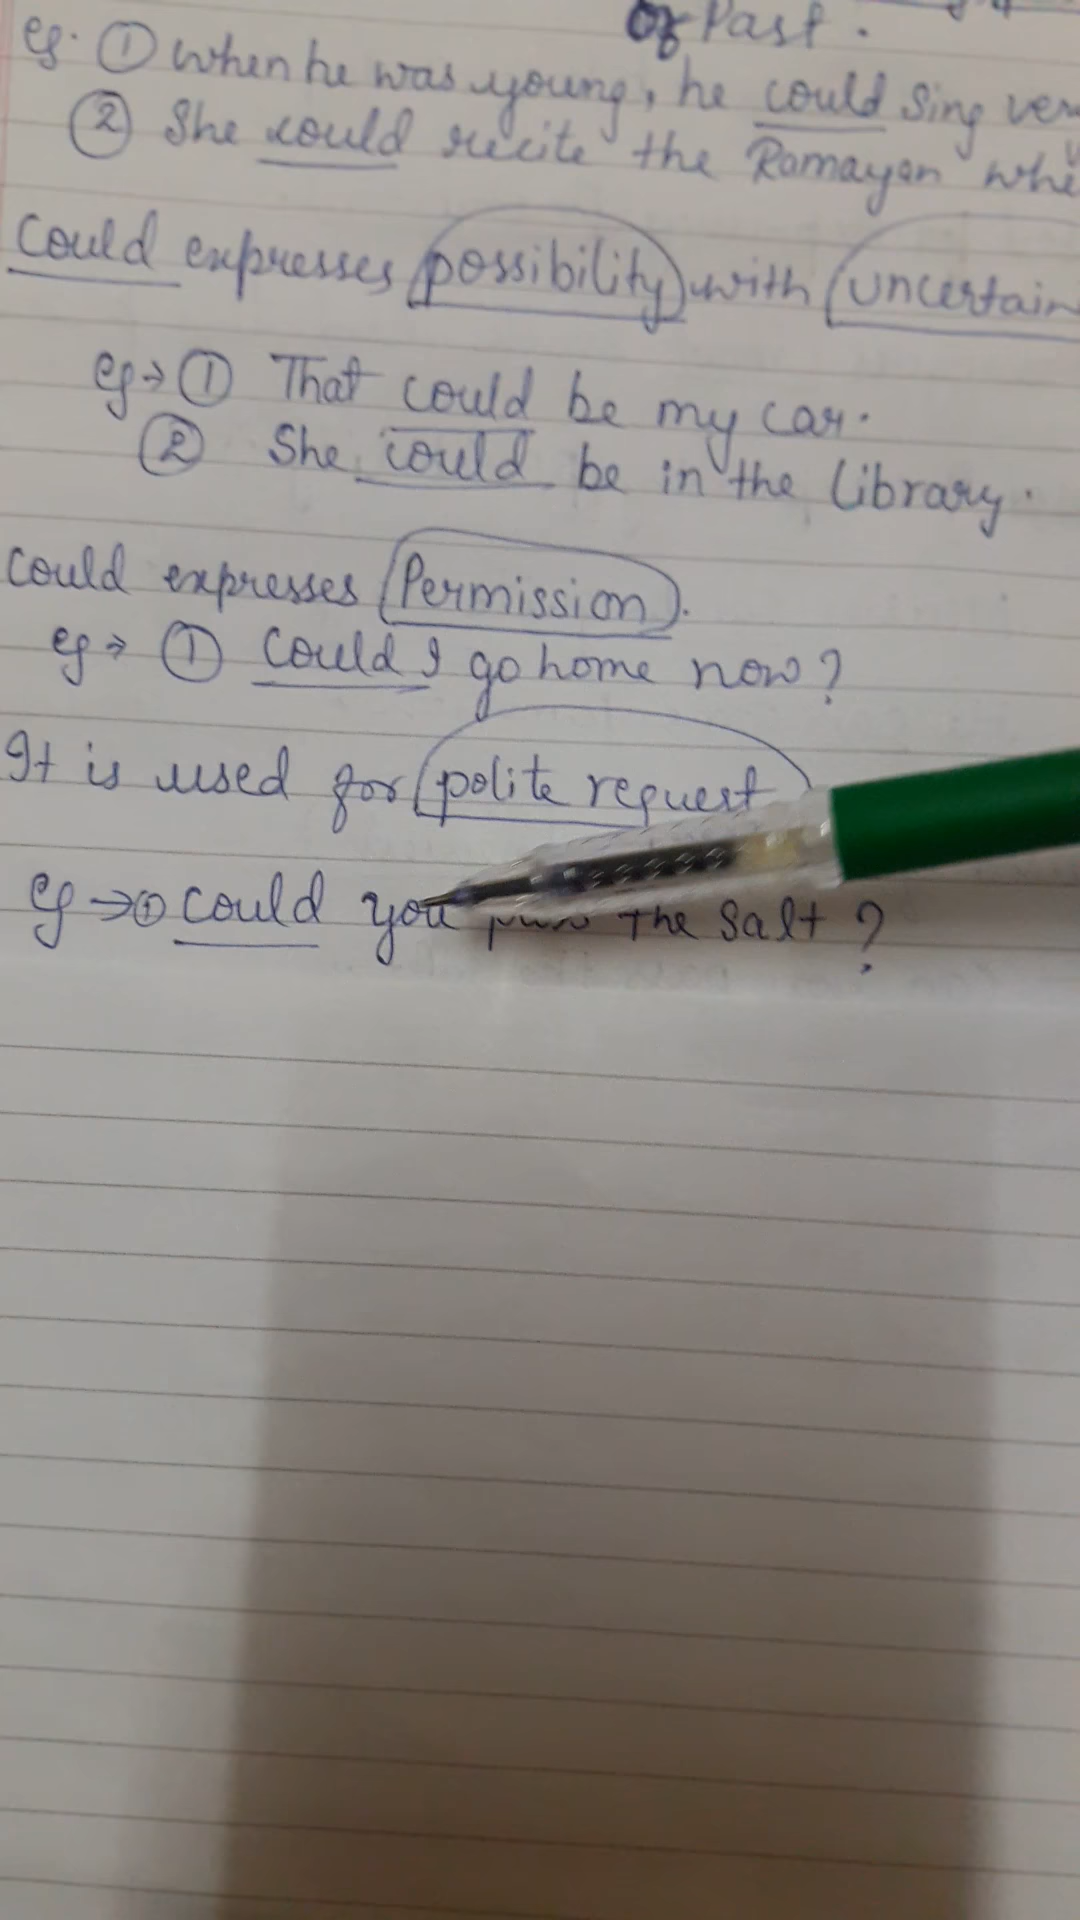 of Past.
eg. ① When he was young, he could sing
② She could recite the Ramayan
Could expresses possibility with uncertain
eg → ① That could be my car.
② She could be in the library.
Could expresses Permission.
eg → ① Could I go home now?
It is used for polite request
eg → ① Could you pass the salt?